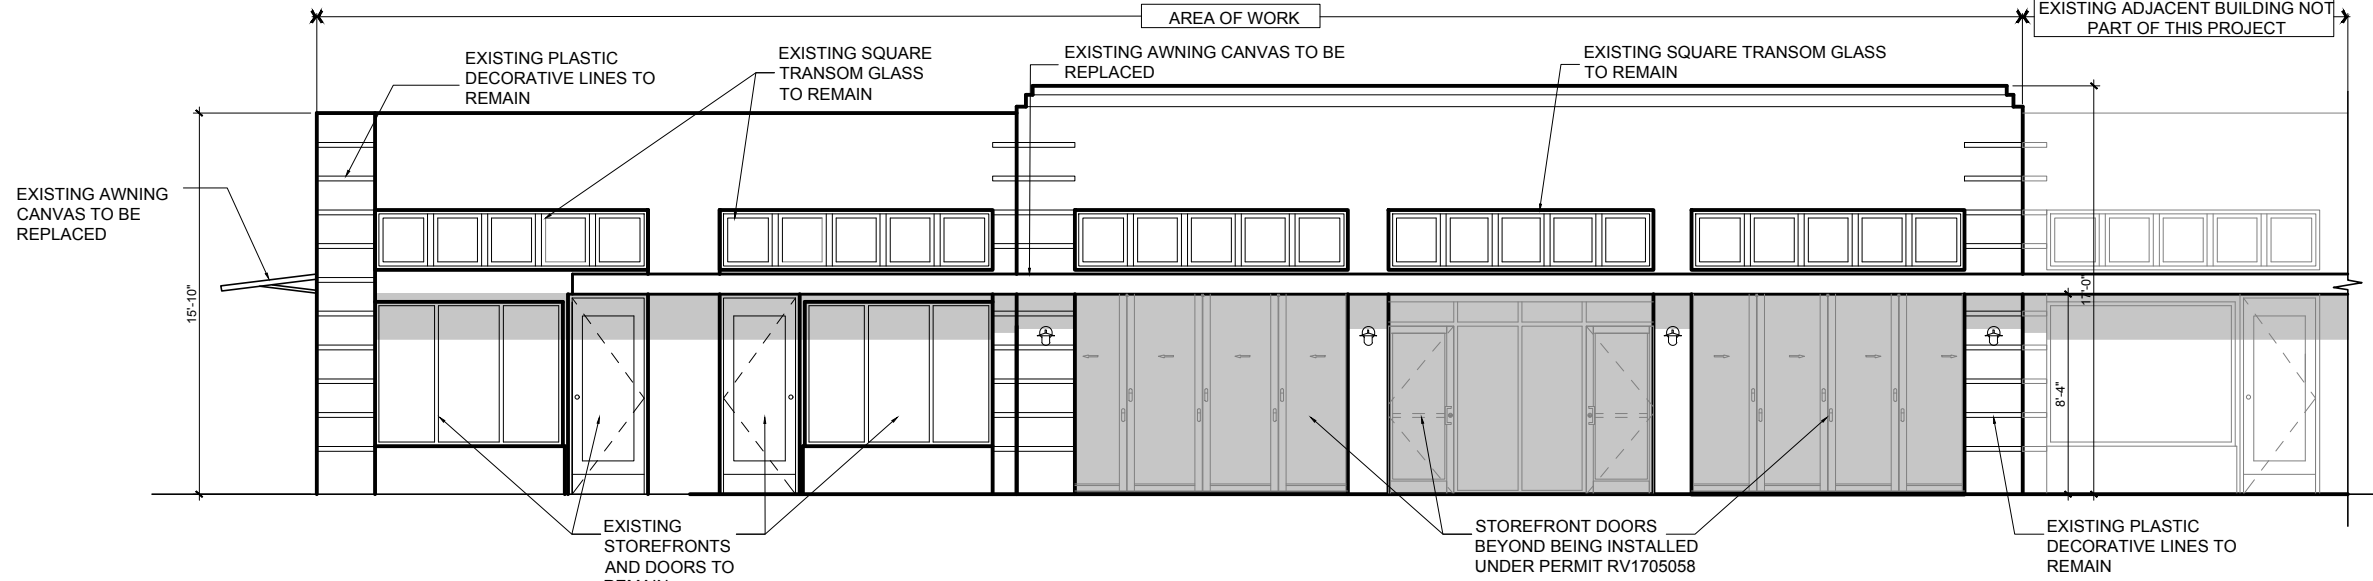 AREA OF WORK
EXISTING ADJACENT BUILDING NOT
PART OF THIS PROJECT
EXISTING PLASTIC
DECORATIVE LINES TO
REMAIN
EXISTING SQUARE
TRANSOM GLASS
TO REMAIN
EXISTING AWNING CANVAS TO BE
REPLACED
EXISTING SQUARE TRANSOM GLASS
TO REMAIN
EXISTING AWNING
CANVAS TO BE
REPLACED
15'-10"
17'-0"
8'-4"
EXISTING
STOREFRONTS
AND DOORS TO
REMAIN
STOREFRONT DOORS
BEYOND BEING INSTALLED
UNDER PERMIT RV1705058
EXISTING PLASTIC
DECORATIVE LINES TO
REMAIN